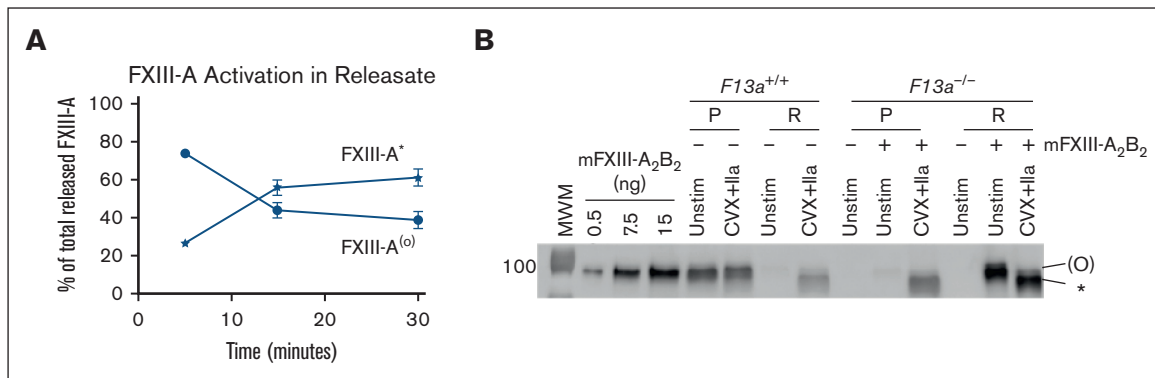 A
FXIII-A Activation in Releasate
% of total released FXIII-A
100
80
60
40
20
0
FXIII-A*
FXIII-A(o)
0 10 20 30
Time (minutes)
B
F13a+/+ F13a−/−
P R P R
mFXIII-A2B2
(ng)
− − − − − + + − + + mFXIII-A2B2
MWM 0.5 7.5 15 Unstim CVX+IIa Unstim CVX+IIa Unstim Unstim CVX+IIa Unstim Unstim CVX+IIa
100
(O)
*